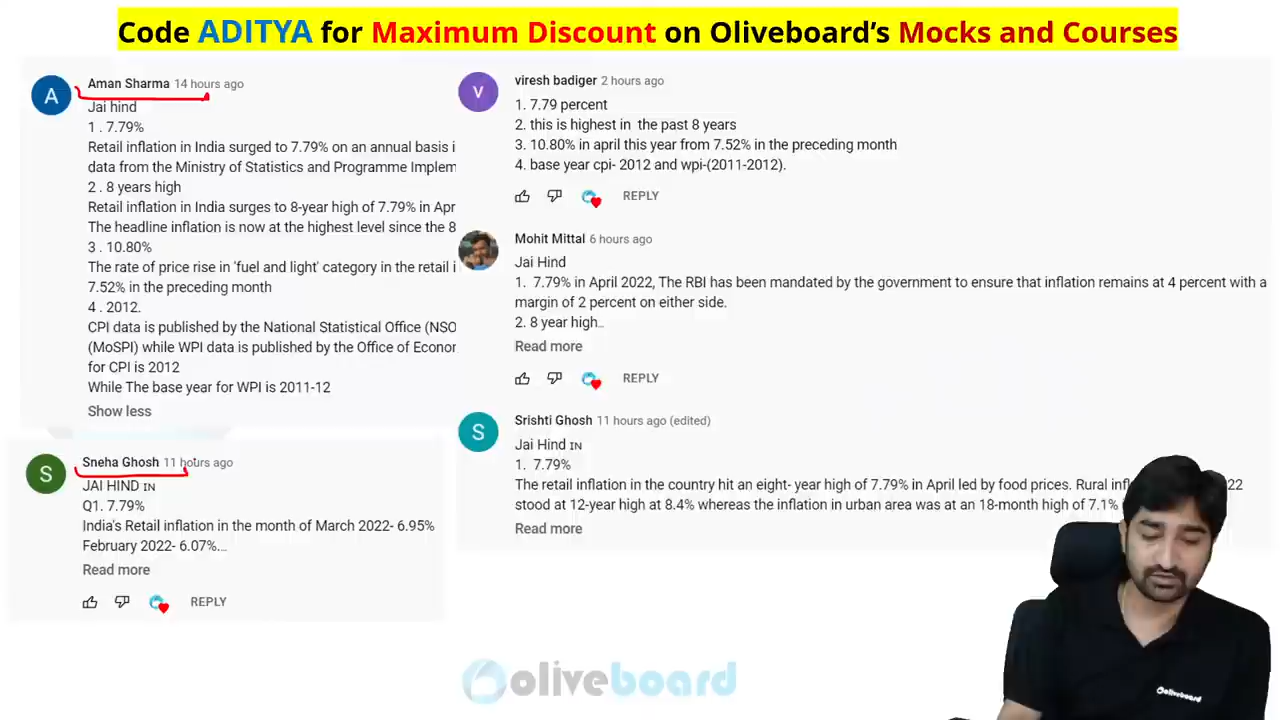 Code ADITYA for Maximum Discount on Oliveboard's Mocks and Courses
A
Aman Sharma 14 hours ago
Jai hind
1 . 7.79%
Retail inflation in India surged to 7.79% on an annual basis i
data from the Ministry of Statistics and Programme Implem
2 . 8 years high
Retail inflation in India surges to 8-year high of 7.79% in Apr
The headline inflation is now at the highest level since the 8
3 . 10.80%
The rate of price rise in 'fuel and light' category in the retail i
7.52% in the preceding month
4 . 2012.
CPI data is published by the National Statistical Office (NSO
(MoSPI) while WPI data is published by the Office of Econor
for CPI is 2012
While The base year for WPI is 2011-12
Show less
S
Sneha Ghosh 11 hours ago
JAI HIND IN
Q1. 7.79%
India's Retail inflation in the month of March 2022- 6.95%
February 2022- 6.07%...
Read more
REPLY
V
viresh badiger 2 hours ago
1. 7.79 percent
2. this is highest in the past 8 years
3. 10.80% in april this year from 7.52% in the preceding month
4. base year cpi- 2012 and wpi-(2011-2012).
REPLY
Mohit Mittal 6 hours ago
Jai Hind
1. 7.79% in April 2022, The RBI has been mandated by the government to ensure that inflation remains at 4 percent with a
margin of 2 percent on either side.
2. 8 year high...
Read more
REPLY
S
Srishti Ghosh 11 hours ago (edited)
Jai Hind IN
1. 7.79%
The retail inflation in the country hit an eight- year high of 7.79% in April led by food prices. Rural infl 22
stood at 12-year high at 8.4% whereas the inflation in urban area was at an 18-month high of 7.1%
Read more
oliveboard
oliveboard